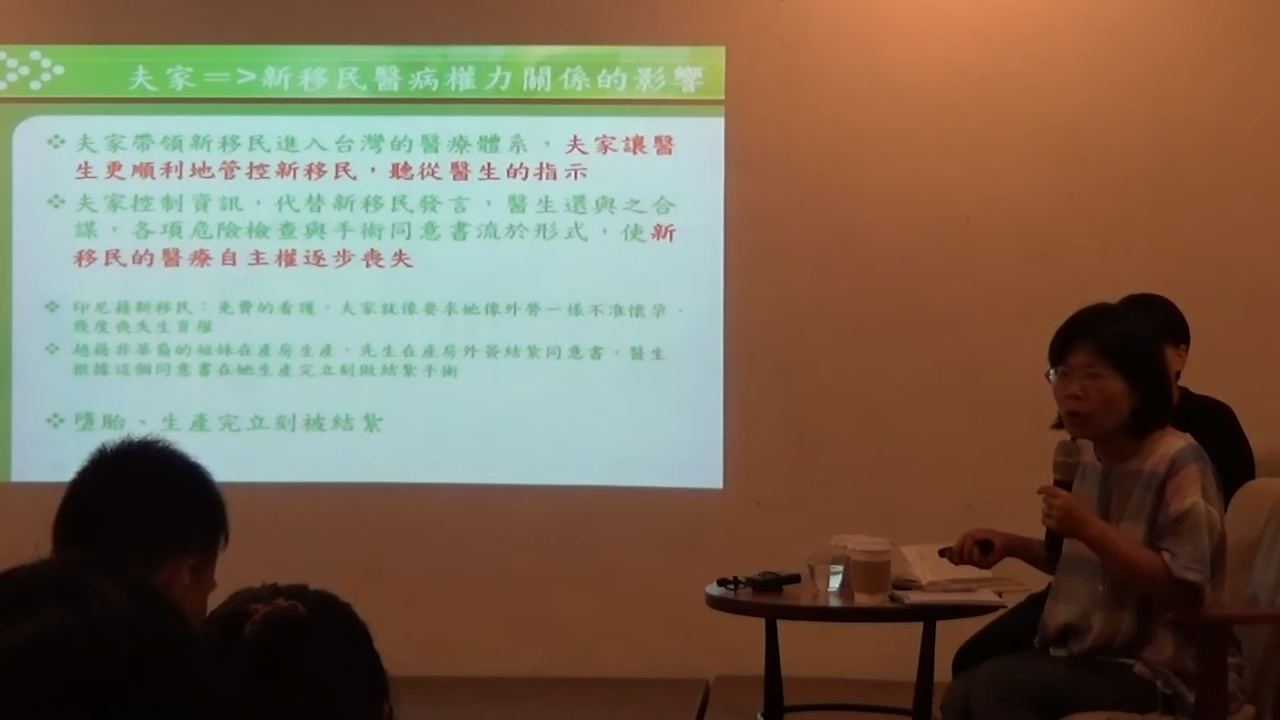 夫家=>新移民醫病權力關係的影響
夫家帶領新移民進入台灣的醫療體系，夫家讓醫
生更順利地管控新移民，聽從醫生的指示
夫家控制資訊，代替新移民發言，醫生還與之合
謀，各項危險檢查與手術同意書流於形式，使新
移民的醫療自主權逐步喪失
印尼籍新移民：免費的看護，夫家就像要求她像外勞一樣不准懷孕，
幾度喪失生育權
越籍非華裔的姐妹在產房生產，先生在產房外簽結紮同意書，醫生
根據這個同意書在她生產完立刻做結紮手術
墮胎、生產完立刻被結紮